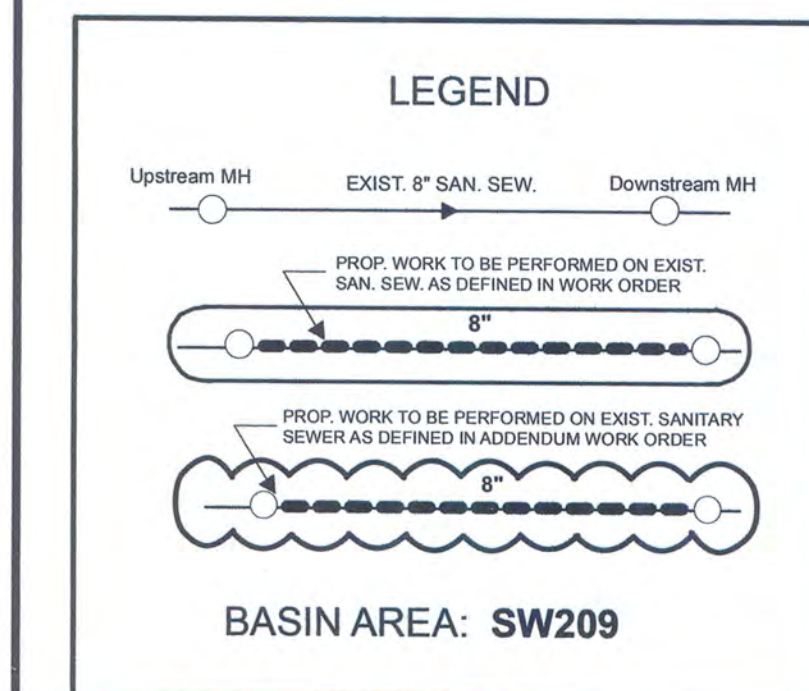 LEGEND
Upstream MH
EXIST. 8" SAN. SEW.
Downstream MH
PROP. WORK TO BE PERFORMED ON EXIST.
SAN. SEW. AS DEFINED IN WORK ORDER
8"
PROP. WORK TO BE PERFORMED ON EXIST. SANITARY
SEWER AS DEFINED IN ADDENDUM WORK ORDER
8"
BASIN AREA: SW209